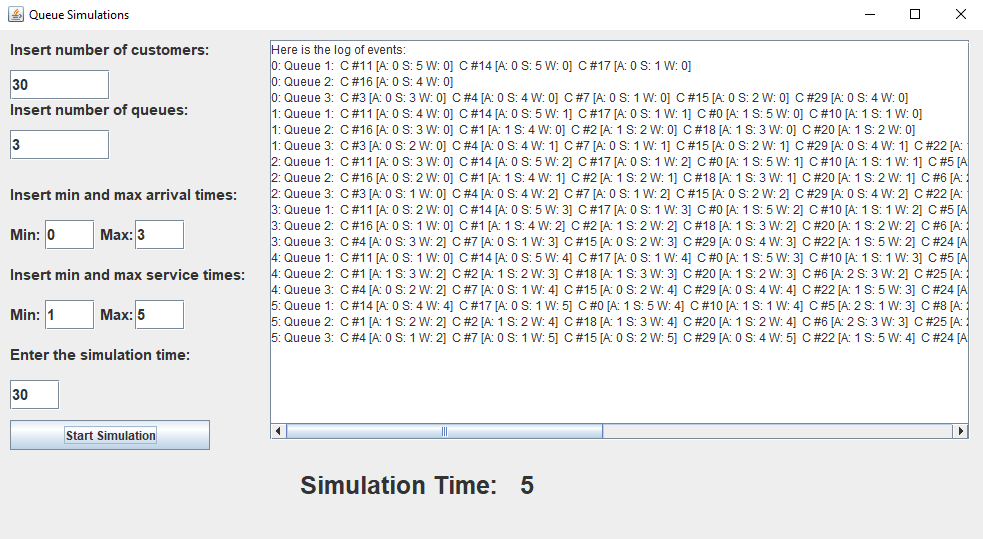 Queue Simulations
Insert number of customers:
30
Insert number of queues:
3
Insert min and max arrival times:
Min: 0 Max: 3
Insert min and max service times:
Min: 1 Max: 5
Enter the simulation time:
30
Start Simulation
Here is the log of events:
0: Queue 1: C #11 [A: 0 S: 5 W: 0] C #14 [A: 0 S: 5 W: 0] C #17 [A: 0 S: 1 W: 0]
0: Queue 2: C #16 [A: 0 S: 4 W: 0]
0: Queue 3: C #3 [A: 0 S: 3 W: 0] C #4 [A: 0 S: 4 W: 0] C #7 [A: 0 S: 1 W: 0] C #15 [A: 0 S: 2 W: 0] C #29 [A: 0 S: 4 W: 0]
1: Queue 1: C #11 [A: 0 S: 4 W: 0] C #14 [A: 0 S: 5 W: 1] C #17 [A: 0 S: 1 W: 1] C #0 [A: 1 S: 5 W: 0] C #10 [A: 1 S: 1 W: 0]
1: Queue 2: C #16 [A: 0 S: 3 W: 0] C #1 [A: 1 S: 4 W: 0] C #2 [A: 1 S: 2 W: 0] C #18 [A: 1 S: 3 W: 0] C #20 [A: 1 S: 2 W: 0]
1: Queue 3: C #3 [A: 0 S: 2 W: 0] C #4 [A: 0 S: 4 W: 1] C #7 [A: 0 S: 1 W: 1] C #15 [A: 0 S: 2 W: 1] C #29 [A: 0 S: 4 W: 1] C #22 [A:
2: Queue 1: C #11 [A: 0 S: 3 W: 0] C #14 [A: 0 S: 5 W: 2] C #17 [A: 0 S: 1 W: 2] C #0 [A: 1 S: 5 W: 1] C #10 [A: 1 S: 1 W: 1] C #5 [A
2: Queue 2: C #16 [A: 0 S: 2 W: 0] C #1 [A: 1 S: 4 W: 1] C #2 [A: 1 S: 2 W: 1] C #18 [A: 1 S: 3 W: 1] C #20 [A: 1 S: 2 W: 1] C #6 [A:
2: Queue 3: C #3 [A: 0 S: 1 W: 0] C #4 [A: 0 S: 4 W: 2] C #7 [A: 0 S: 1 W: 2] C #15 [A: 0 S: 2 W: 2] C #29 [A: 0 S: 4 W: 2] C #22 [A:
3: Queue 1: C #11 [A: 0 S: 2 W: 0] C #14 [A: 0 S: 5 W: 3] C #17 [A: 0 S: 1 W: 3] C #0 [A: 1 S: 5 W: 2] C #10 [A: 1 S: 1 W: 2] C #5 [A
3: Queue 2: C #16 [A: 0 S: 1 W: 0] C #1 [A: 1 S: 4 W: 2] C #2 [A: 1 S: 2 W: 2] C #18 [A: 1 S: 3 W: 2] C #20 [A: 1 S: 2 W: 2] C #6 [A:
3: Queue 3: C #4 [A: 0 S: 3 W: 2] C #7 [A: 0 S: 1 W: 3] C #15 [A: 0 S: 2 W: 3] C #29 [A: 0 S: 4 W: 3] C #22 [A: 1 S: 5 W: 2] C #24 [A:
4: Queue 1: C #11 [A: 0 S: 1 W: 0] C #14 [A: 0 S: 5 W: 4] C #17 [A: 0 S: 1 W: 4] C #0 [A: 1 S: 5 W: 3] C #10 [A: 1 S: 1 W: 3] C #5 [A
4: Queue 2: C #1 [A: 1 S: 3 W: 2] C #2 [A: 1 S: 2 W: 3] C #18 [A: 1 S: 3 W: 3] C #20 [A: 1 S: 2 W: 3] C #6 [A: 2 S: 3 W: 2] C #25 [A:
4: Queue 3: C #4 [A: 0 S: 2 W: 2] C #7 [A: 0 S: 1 W: 4] C #15 [A: 0 S: 2 W: 4] C #29 [A: 0 S: 4 W: 4] C #22 [A: 1 S: 5 W: 3] C #24 [A:
5: Queue 1: C #14 [A: 0 S: 4 W: 4] C #17 [A: 0 S: 1 W: 5] C #0 [A: 1 S: 5 W: 4] C #10 [A: 1 S: 1 W: 4] C #5 [A: 2 S: 1 W: 3] C #8 [A:
5: Queue 2: C #1 [A: 1 S: 2 W: 2] C #2 [A: 1 S: 2 W: 4] C #18 [A: 1 S: 3 W: 4] C #20 [A: 1 S: 2 W: 4] C #6 [A: 2 S: 3 W: 3] C #25 [A:
5: Queue 3: C #4 [A: 0 S: 1 W: 2] C #7 [A: 0 S: 1 W: 5] C #15 [A: 0 S: 2 W: 5] C #29 [A: 0 S: 4 W: 5] C #22 [A: 1 S: 5 W: 4] C #24 [A:
Simulation Time: 5